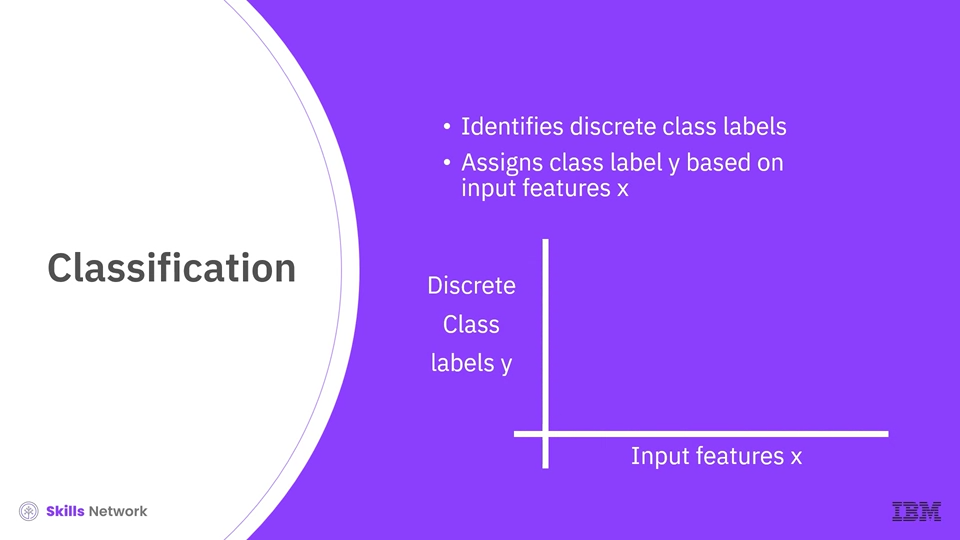 Classification
• Identifies discrete class labels
• Assigns class label y based on
input features x
Discrete
Class
labels y
Input features x
Skills Network
IBM